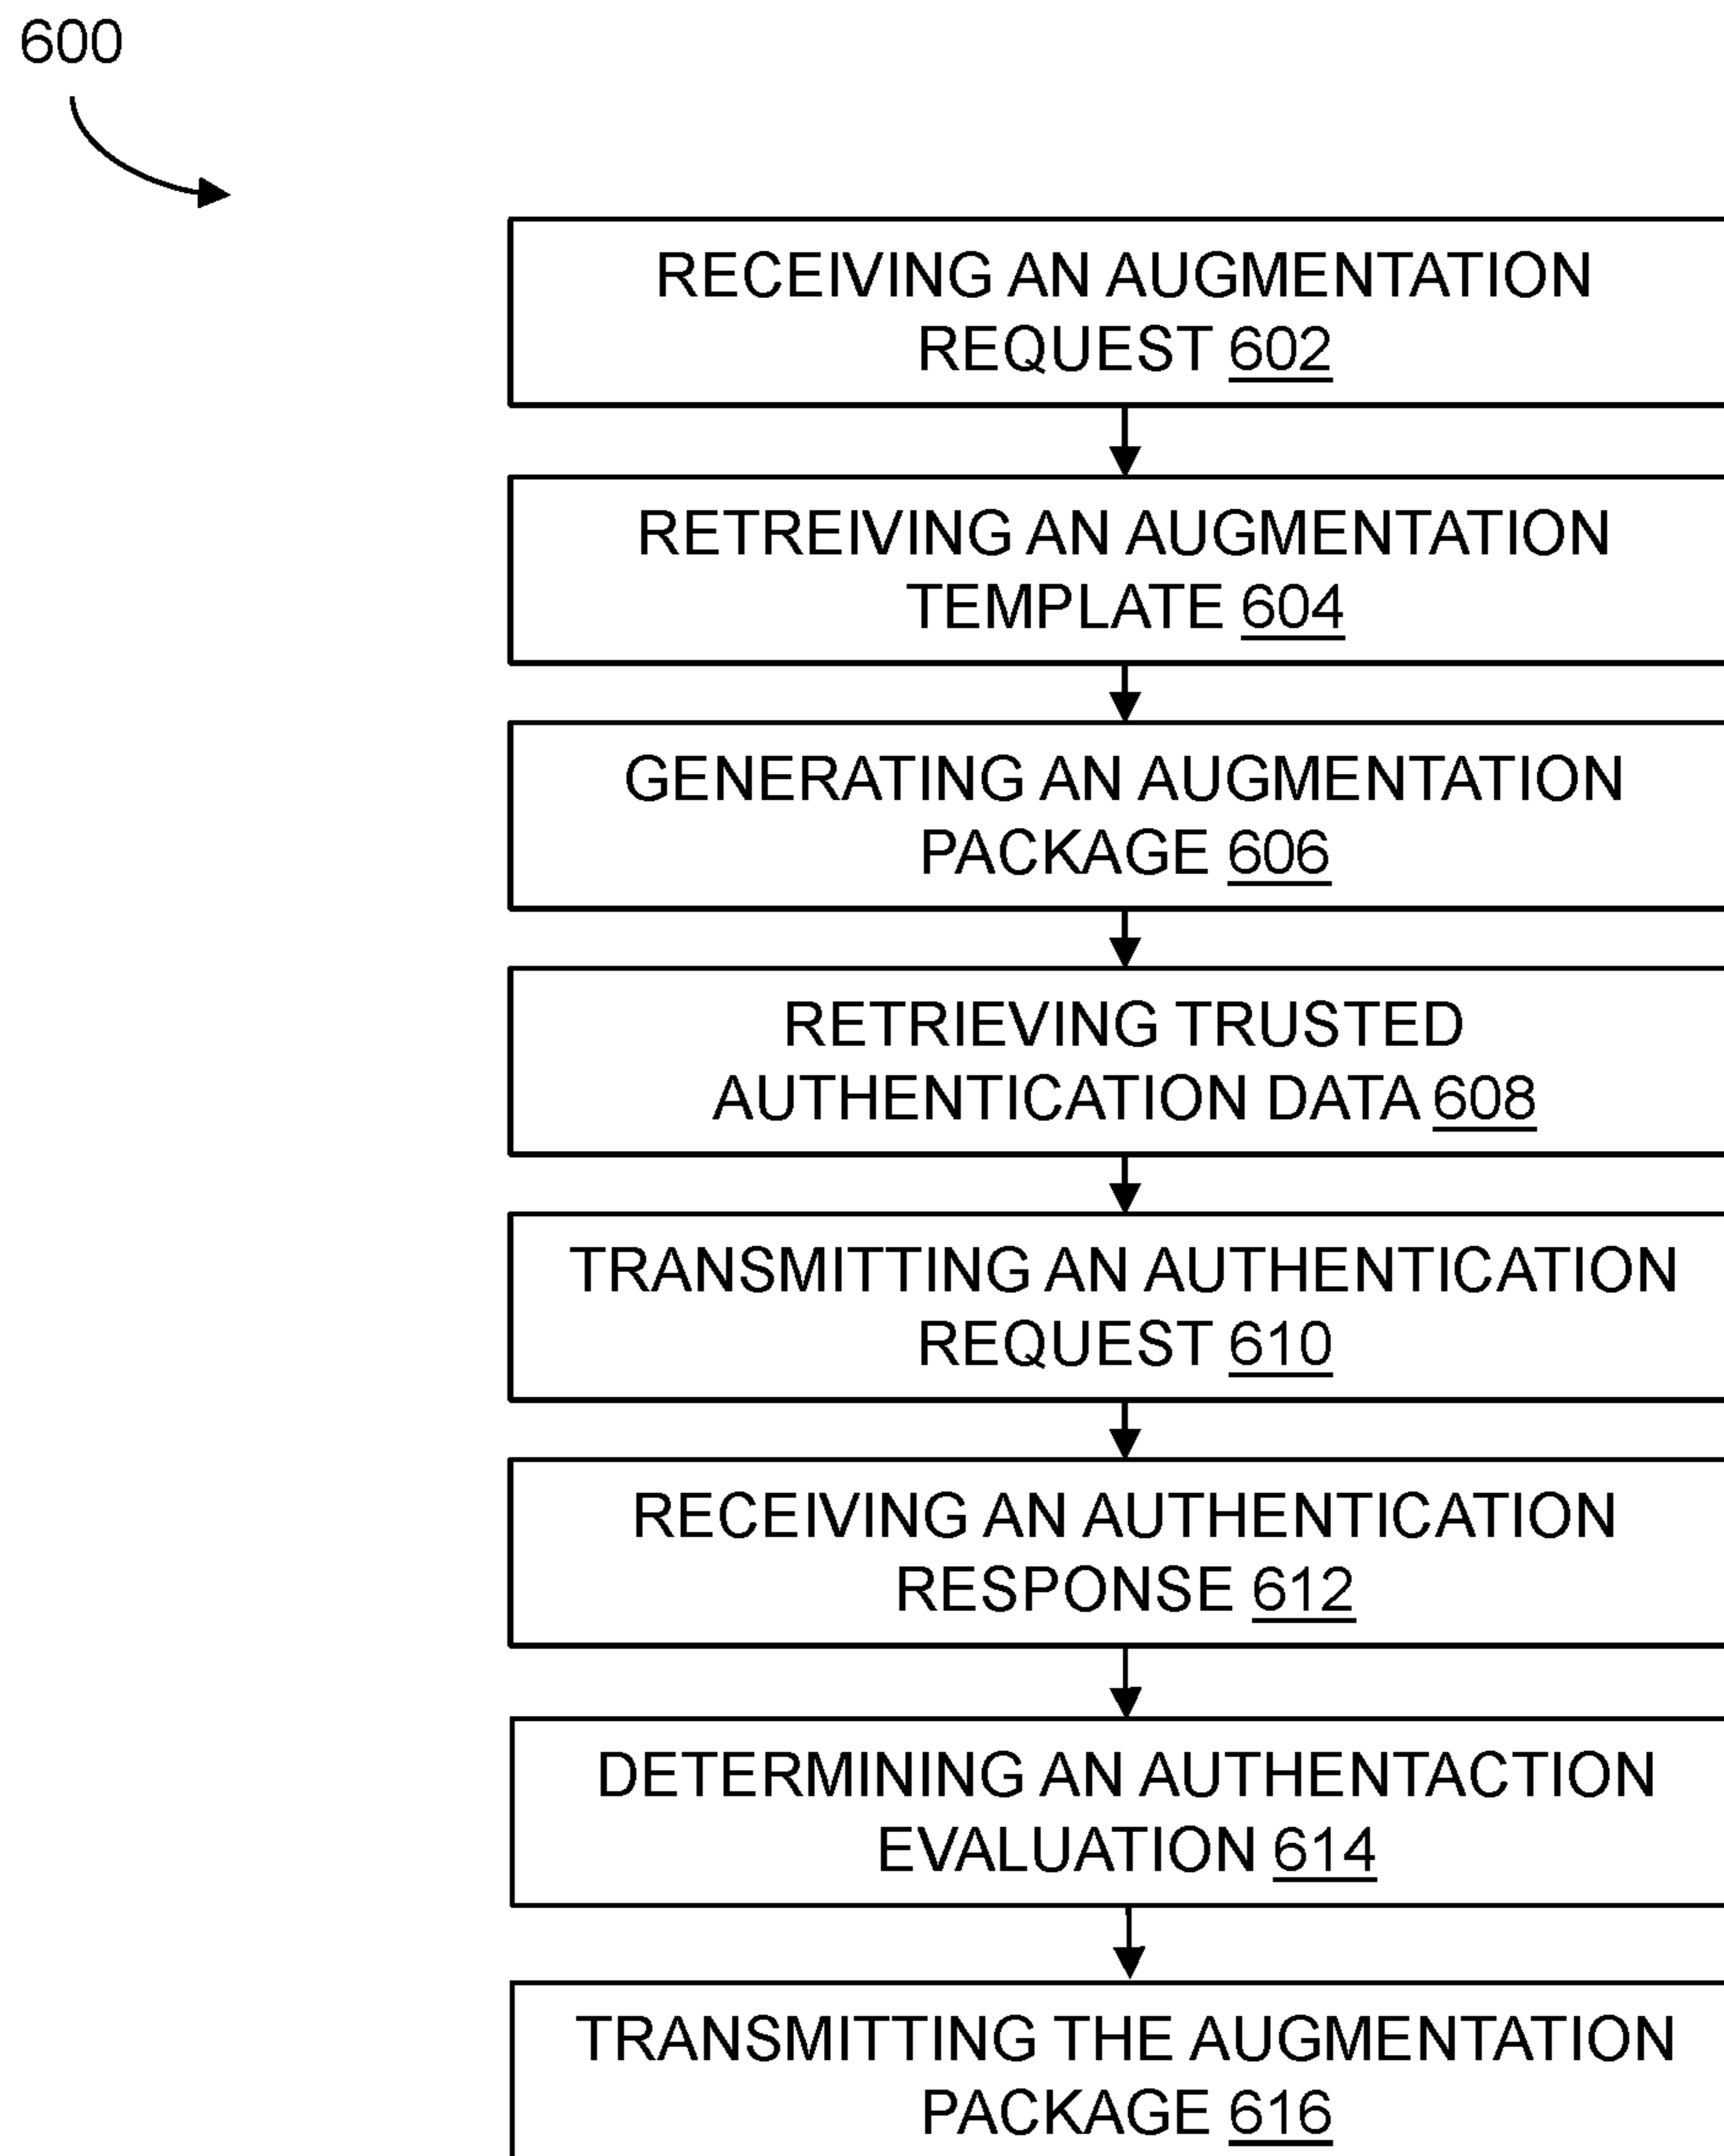 600
RECEIVING AN AUGMENTATION
REQUEST 602
RETREIVING AN AUGMENTATION
TEMPLATE 604
GENERATING AN AUGMENTATION
PACKAGE 606
RETRIEVING TRUSTED
AUTHENTICATION DATA 608
TRANSMITTING AN AUTHENTICATION
REQUEST 610
RECEIVING AN AUTHENTICATION
RESPONSE 612
DETERMINING AN AUTHENTACTION
EVALUATION 614
TRANSMITTING THE AUGMENTATION
PACKAGE 616